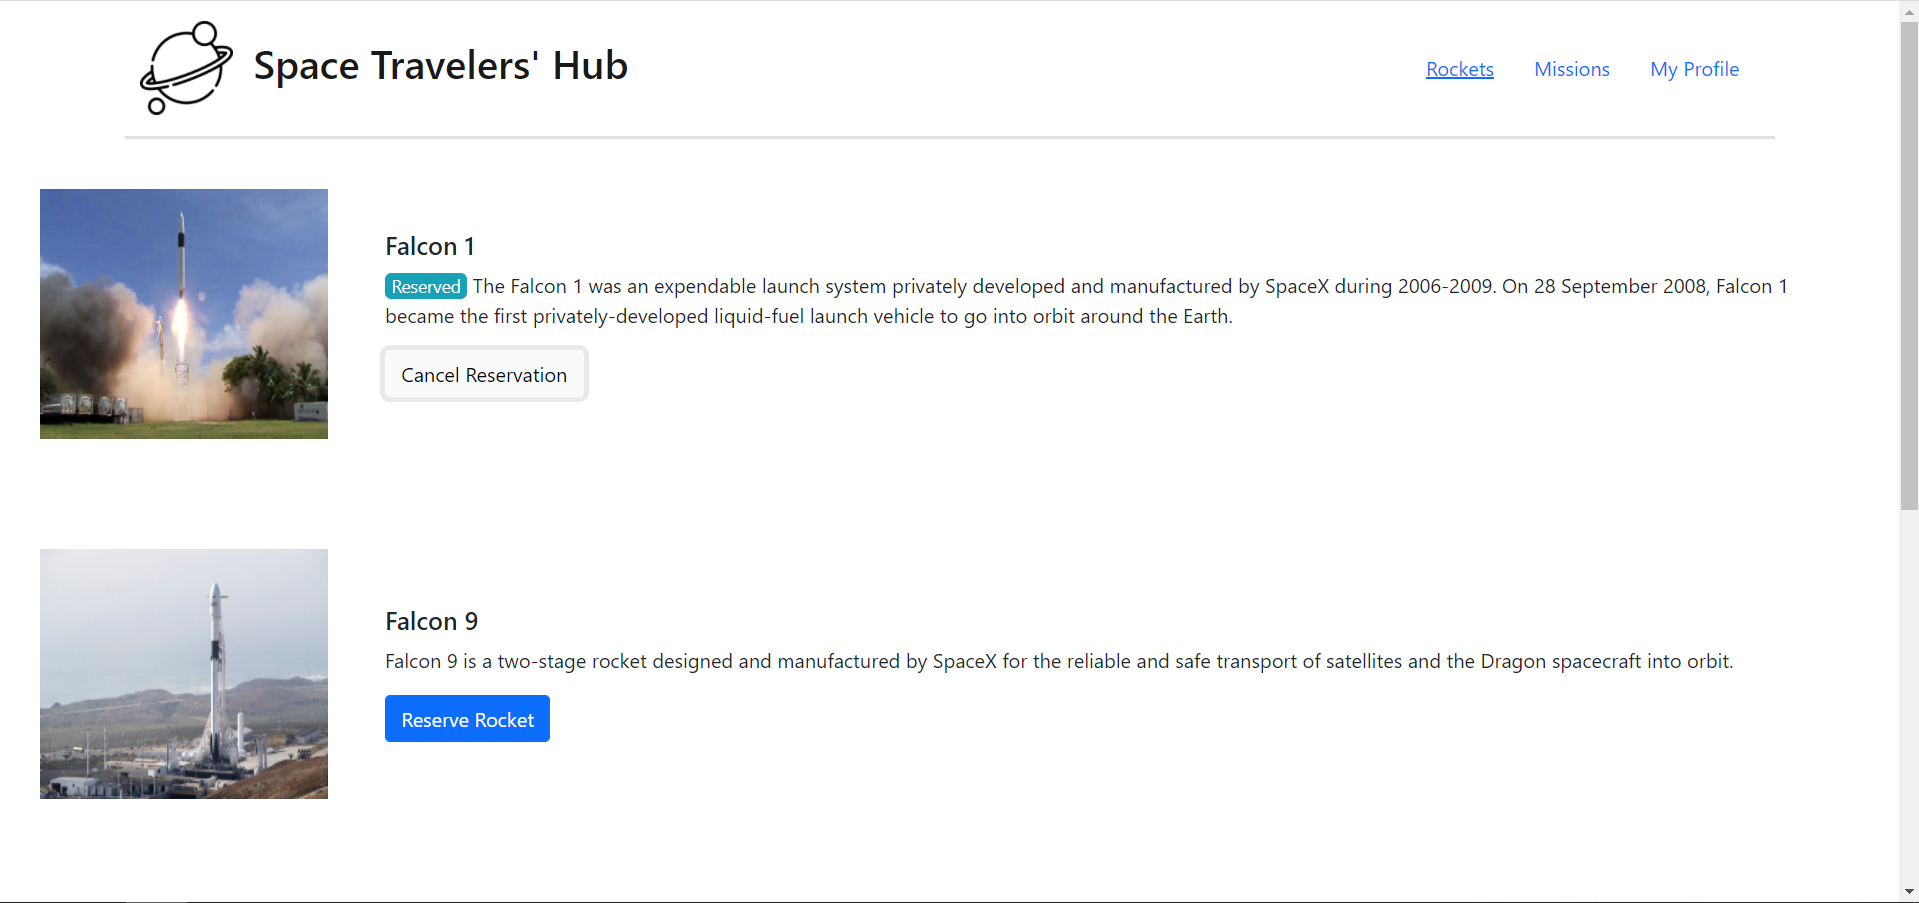 Space Travelers' Hub
Rockets
Missions
My Profile
Falcon 1
Reserved The Falcon 1 was an expendable launch system privately developed and manufactured by SpaceX during 2006-2009. On 28 September 2008, Falcon 1
became the first privately-developed liquid-fuel launch vehicle to go into orbit around the Earth.
Cancel Reservation
Falcon 9
Falcon 9 is a two-stage rocket designed and manufactured by SpaceX for the reliable and safe transport of satellites and the Dragon spacecraft into orbit.
Reserve Rocket